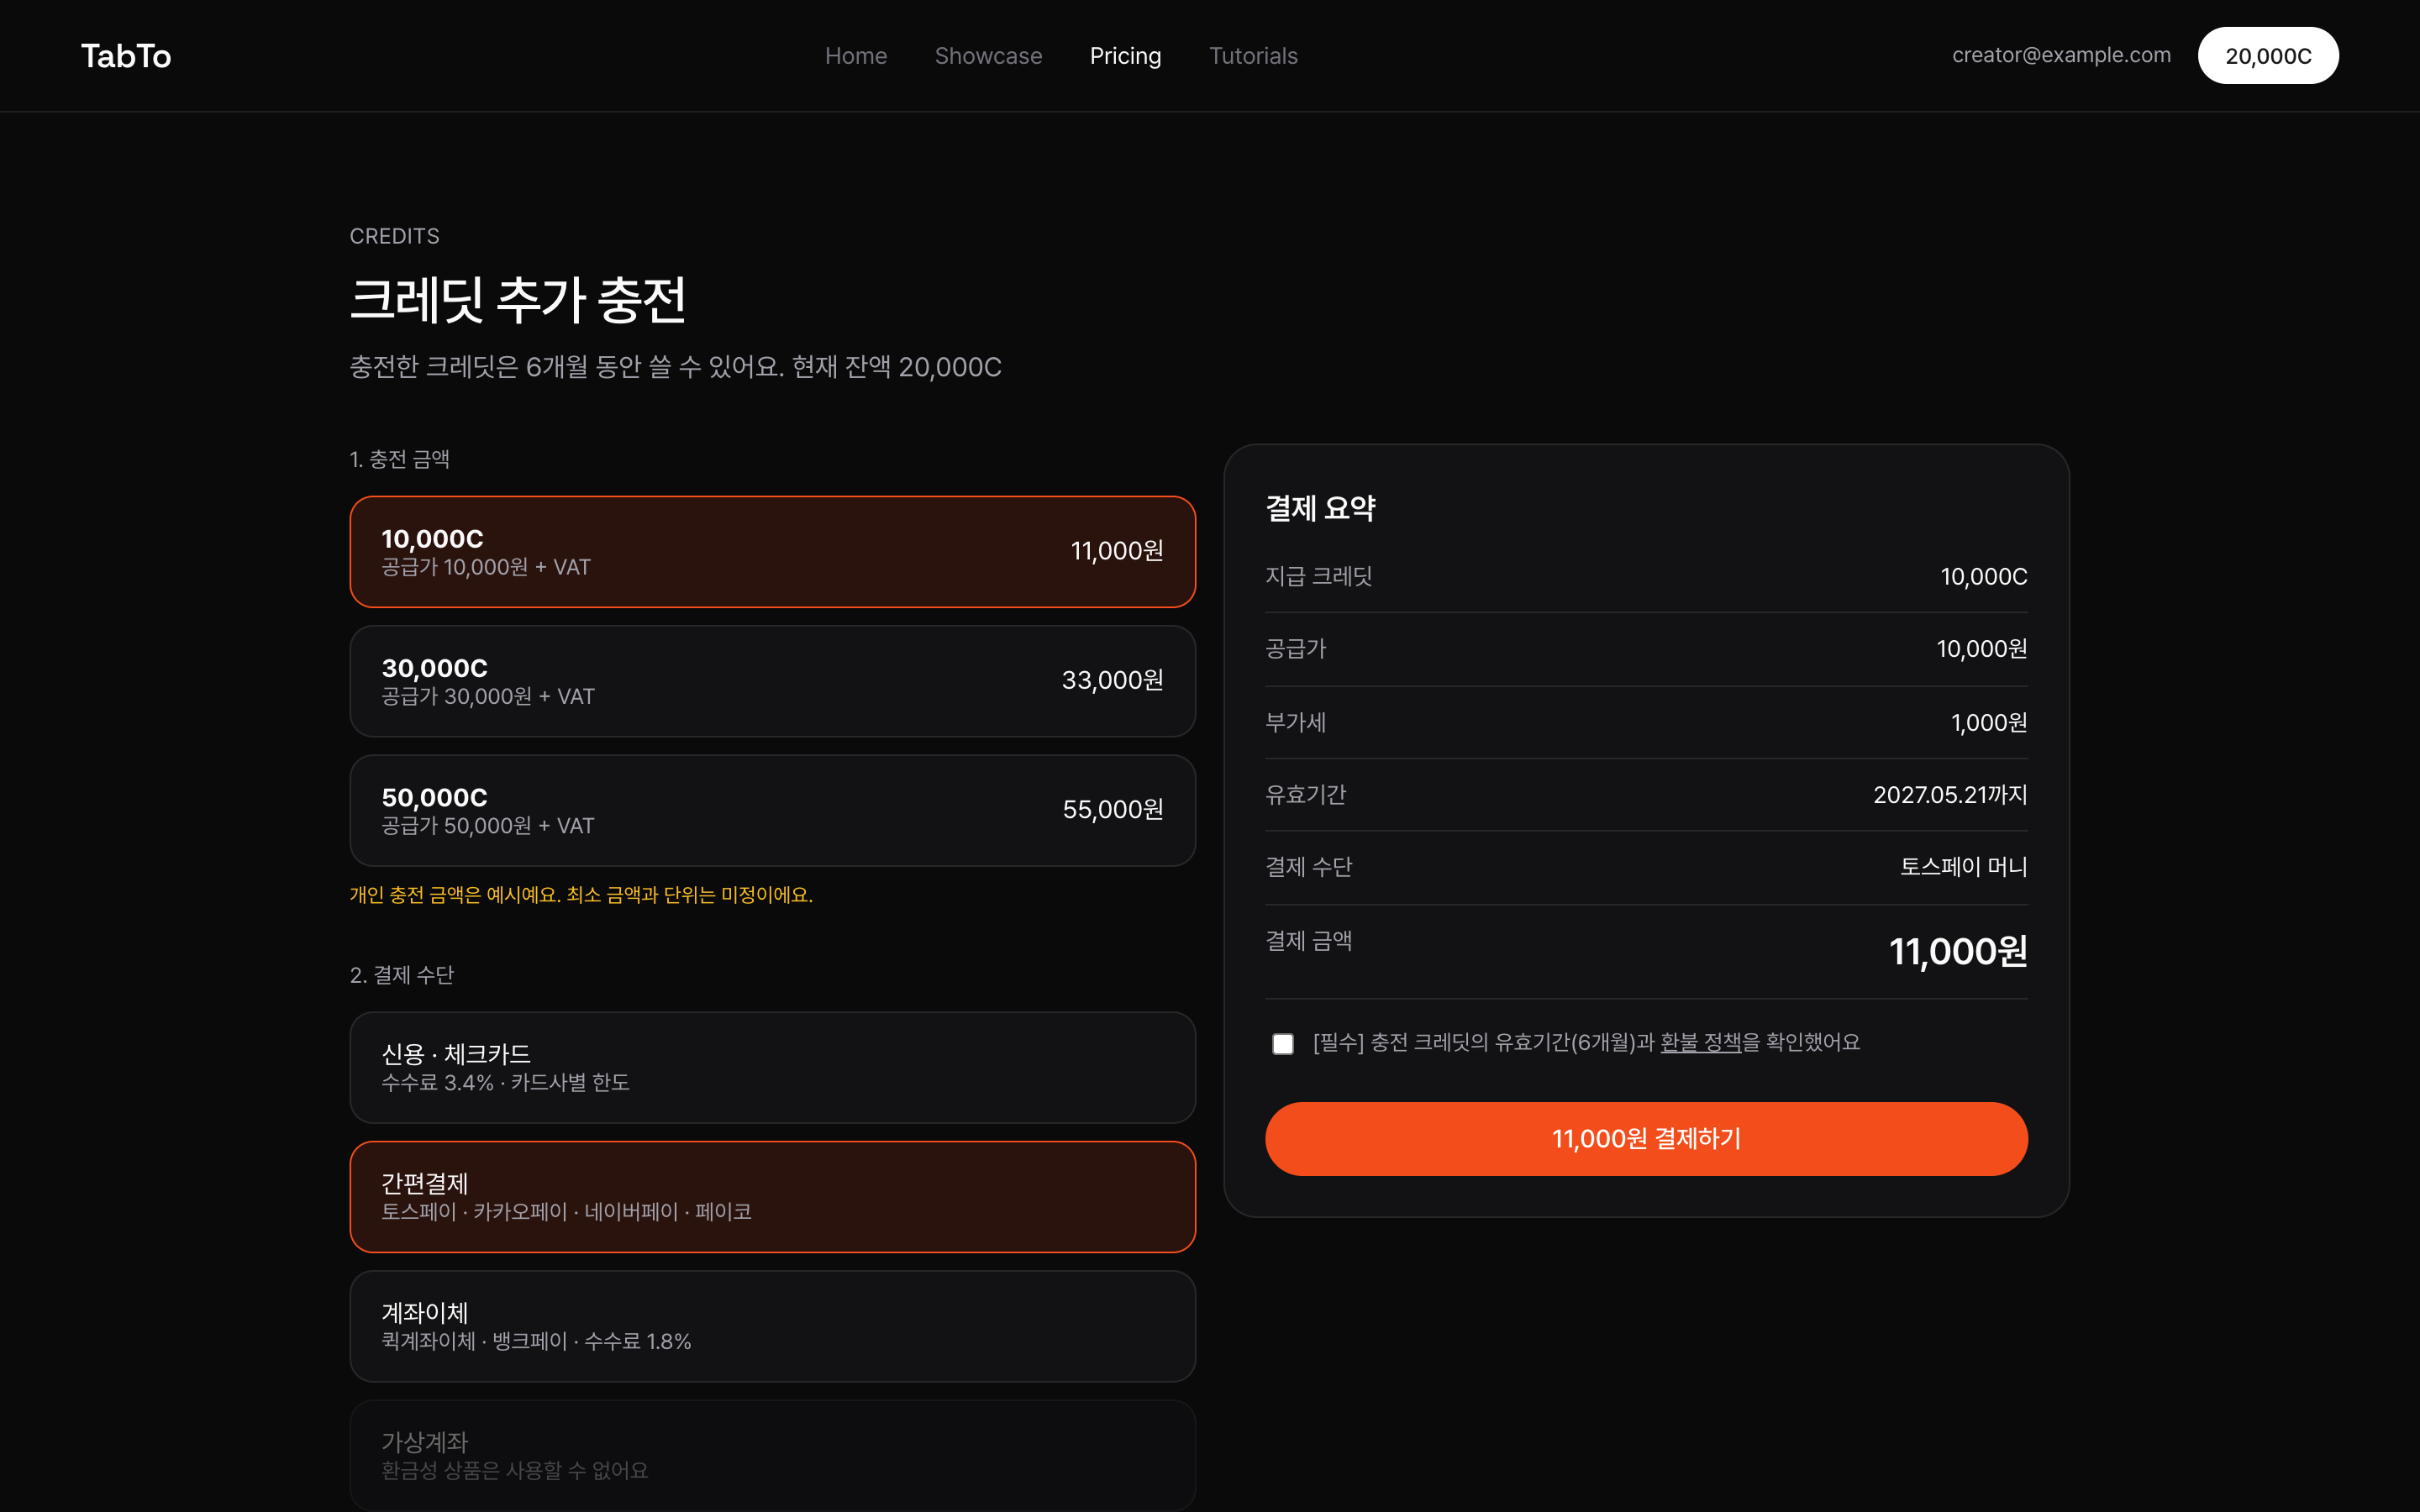 TabTo
Home Showcase Pricing Tutorials
creator@example.com 20,000C
CREDITS
크레딧 추가 충전
충전한 크레딧은 6개월 동안 쓸 수 있어요. 현재 잔액 20,000C
1. 충전 금액
10,000C
공급가 10,000원 + VAT
11,000원
30,000C
공급가 30,000원 + VAT
33,000원
50,000C
공급가 50,000원 + VAT
55,000원
개인 충전 금액은 예시예요. 최소 금액과 단위는 미정이에요.
2. 결제 수단
신용 · 체크카드
수수료 3.4% · 카드사별 한도
간편결제
토스페이 · 카카오페이 · 네이버페이 · 페이코
계좌이체
퀵계좌이체 · 뱅크페이 · 수수료 1.8%
가상계좌
환금성 상품은 사용할 수 없어요
결제 요약
지급 크레딧 10,000C
공급가 10,000원
부가세 1,000원
유효기간 2027.05.21까지
결제 수단 토스페이 머니
결제 금액 11,000원
[필수] 충전 크레딧의 유효기간(6개월)과 환불 정책을 확인했어요
11,000원 결제하기